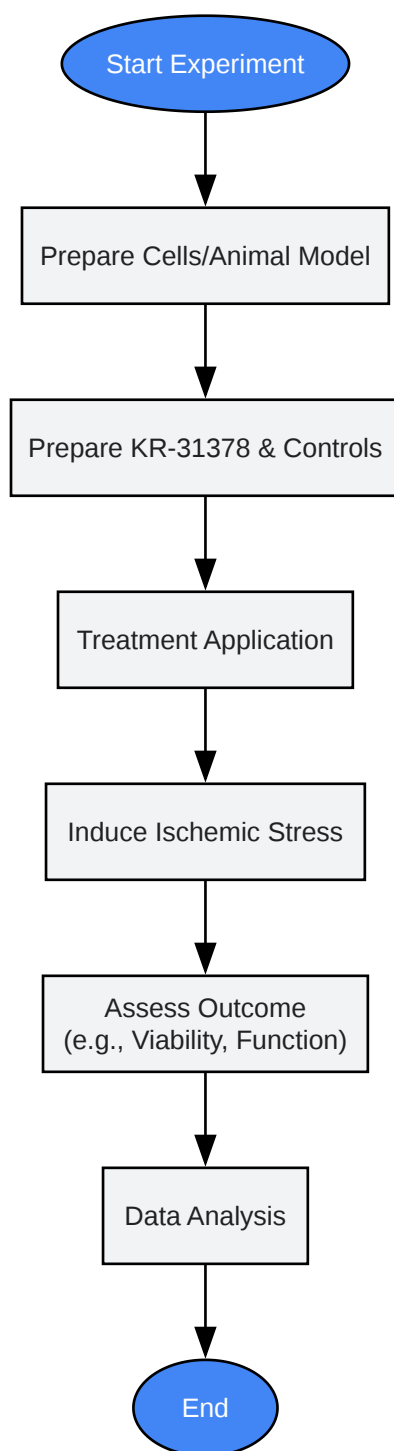 Start Experiment
Prepare Cells/Animal Model
Prepare KR-31378 & Controls
Treatment Application
Induce Ischemic Stress
Assess Outcome
(e.g., Viability, Function)
Data Analysis
End